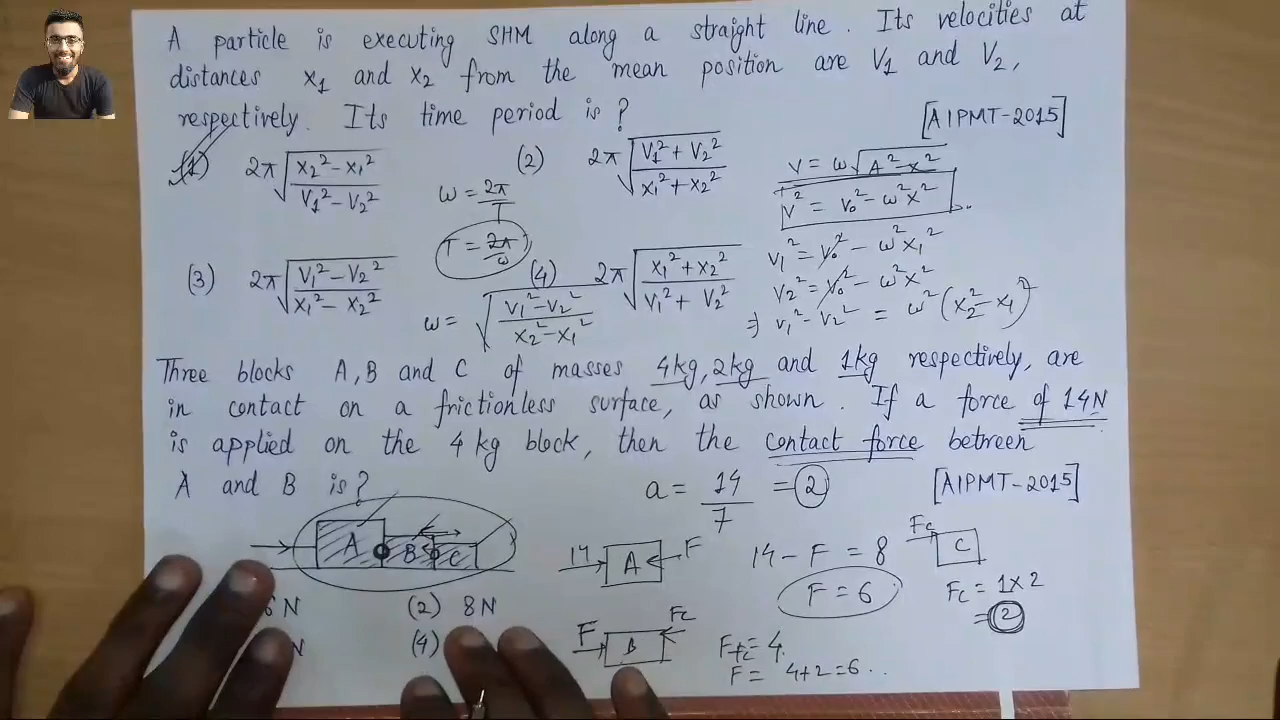 A particle is executing SHM along a straight line. Its velocities at
distances x₁ and x₂ from the mean position are V₁ and V₂,
respectively. Its time period is?
[AIPMT-2015]
(1) 2π√((x₂² - x₁²)/(V₁² - V₂²))
(2) 2π√((V₁² + V₂²)/(x₁² + x₂²))
ω = 2π/T
T = 2π/ω
V = ω√(A² - x²)
V² = V₀² - ω²x²
(3) 2π√((V₁² - V₂²)/(x₁² - x₂²))
(4) 2π√((x₁² + x₂²)/(V₁² + V₂²))
ω = √((V₁² - V₂²)/(x₂² - x₁²))
V₁² = V₀² - ω²x₁²
V₂² = V₀² - ω²x²
⇒ V₁² - V₂² = ω²(x₂² - x₁²)
Three blocks A, B and C of masses 4kg, 2kg and 1kg respectively, are
in contact on a frictionless surface, as shown. If a force of 14N
is applied on the 4 kg block, then the contact force between
A and B is?
[AIPMT-2015]
a = 14/7 = 2
A B C
14 A F
14 - F = 8
F = 6
Fc C
Fc = 1×2
= 2
6 N
(2) 8N
N
(4)
F B Fc
F = 4+2=6..